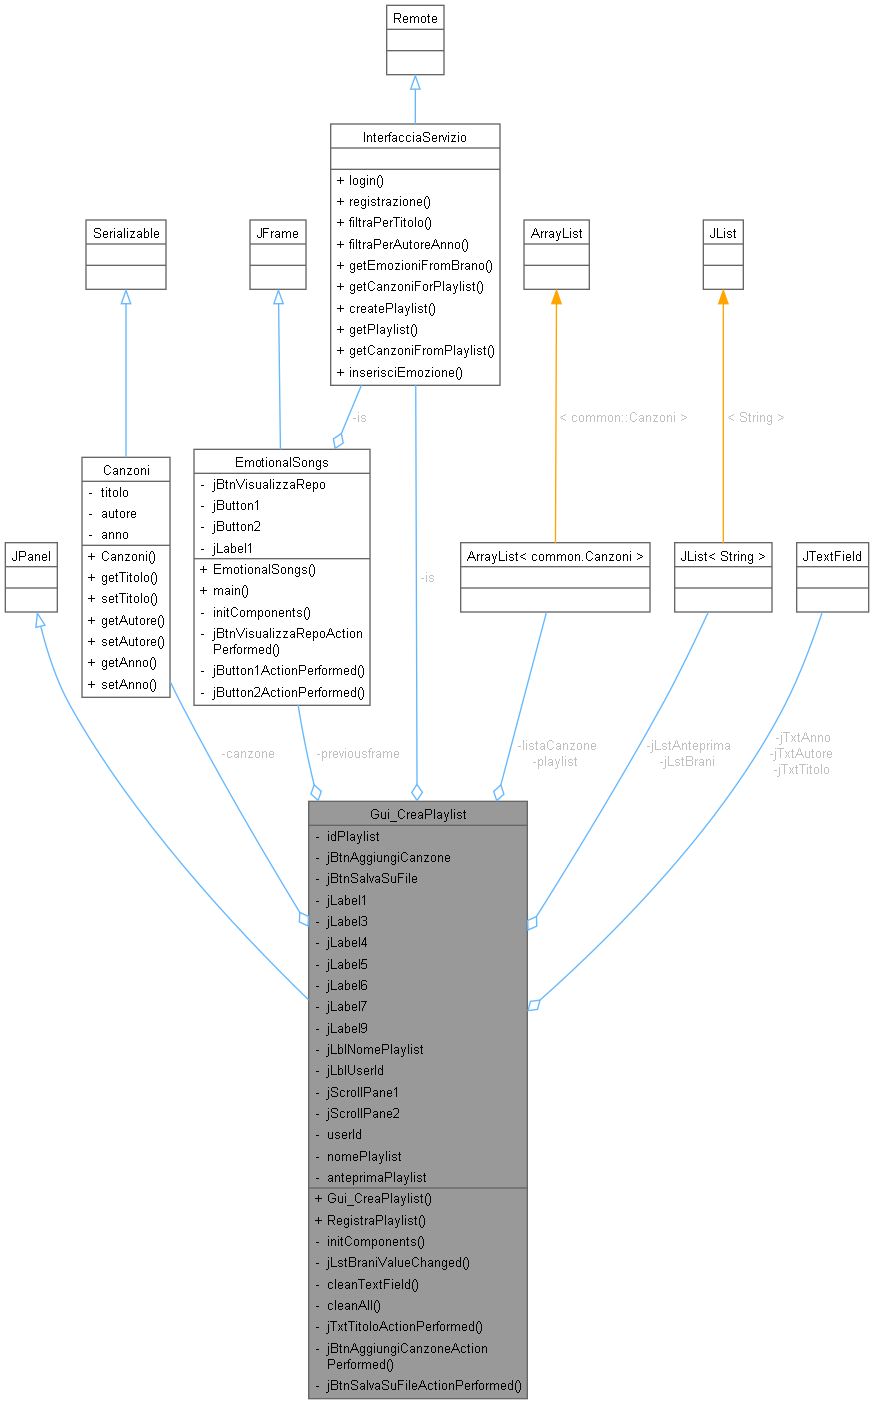 Remote
InterfacciaServizio
+ login()
+ registrazione()
+ filtraPerTitolo()
+ filtraPerAutoreAnno()
+ getEmozioniFromBrano()
+ getCanzoniForPlaylist()
+ createPlaylist()
+ getPlaylist()
+ getCanzoniFromPlaylist()
+ inserisciEmozione()
Serializable
JFrame
ArrayList
JList
-is
< common::Canzoni >
< String >
Canzoni
- titolo
- autore
- anno
+ Canzoni()
+ getTitolo()
+ setTitolo()
+ getAutore()
+ setAutore()
+ getAnno()
+ setAnno()
EmotionalSongs
- jBtnVisualizzaRepo
- jButton1
- jButton2
- jLabel1
+ EmotionalSongs()
+ main()
- initComponents()
- jBtnVisualizzaRepoAction
Performed()
- jButton1ActionPerformed()
- jButton2ActionPerformed()
JPanel
-is
ArrayList< common.Canzoni >
JList< String >
JTextField
-canzone
-previousframe
-listaCanzone
-playlist
-jLstAnteprima
-jLstBrani
-jTxtAnno
-jTxtAutore
-jTxtTitolo
Gui_CreaPlaylist
- idPlaylist
- jBtnAggiungiCanzone
- jBtnSalvaSuFile
- jLabel1
- jLabel3
- jLabel4
- jLabel5
- jLabel6
- jLabel7
- jLabel9
- jLblNomePlaylist
- jLblUserId
- jScrollPane1
- jScrollPane2
- userId
- nomePlaylist
- anteprimaPlaylist
+ Gui_CreaPlaylist()
+ RegistraPlaylist()
- initComponents()
- jLstBraniValueChanged()
- cleanTextField()
- cleanAll()
- jTxtTitoloActionPerformed()
- jBtnAggiungiCanzoneAction
Performed()
- jBtnSalvaSuFileActionPerformed()